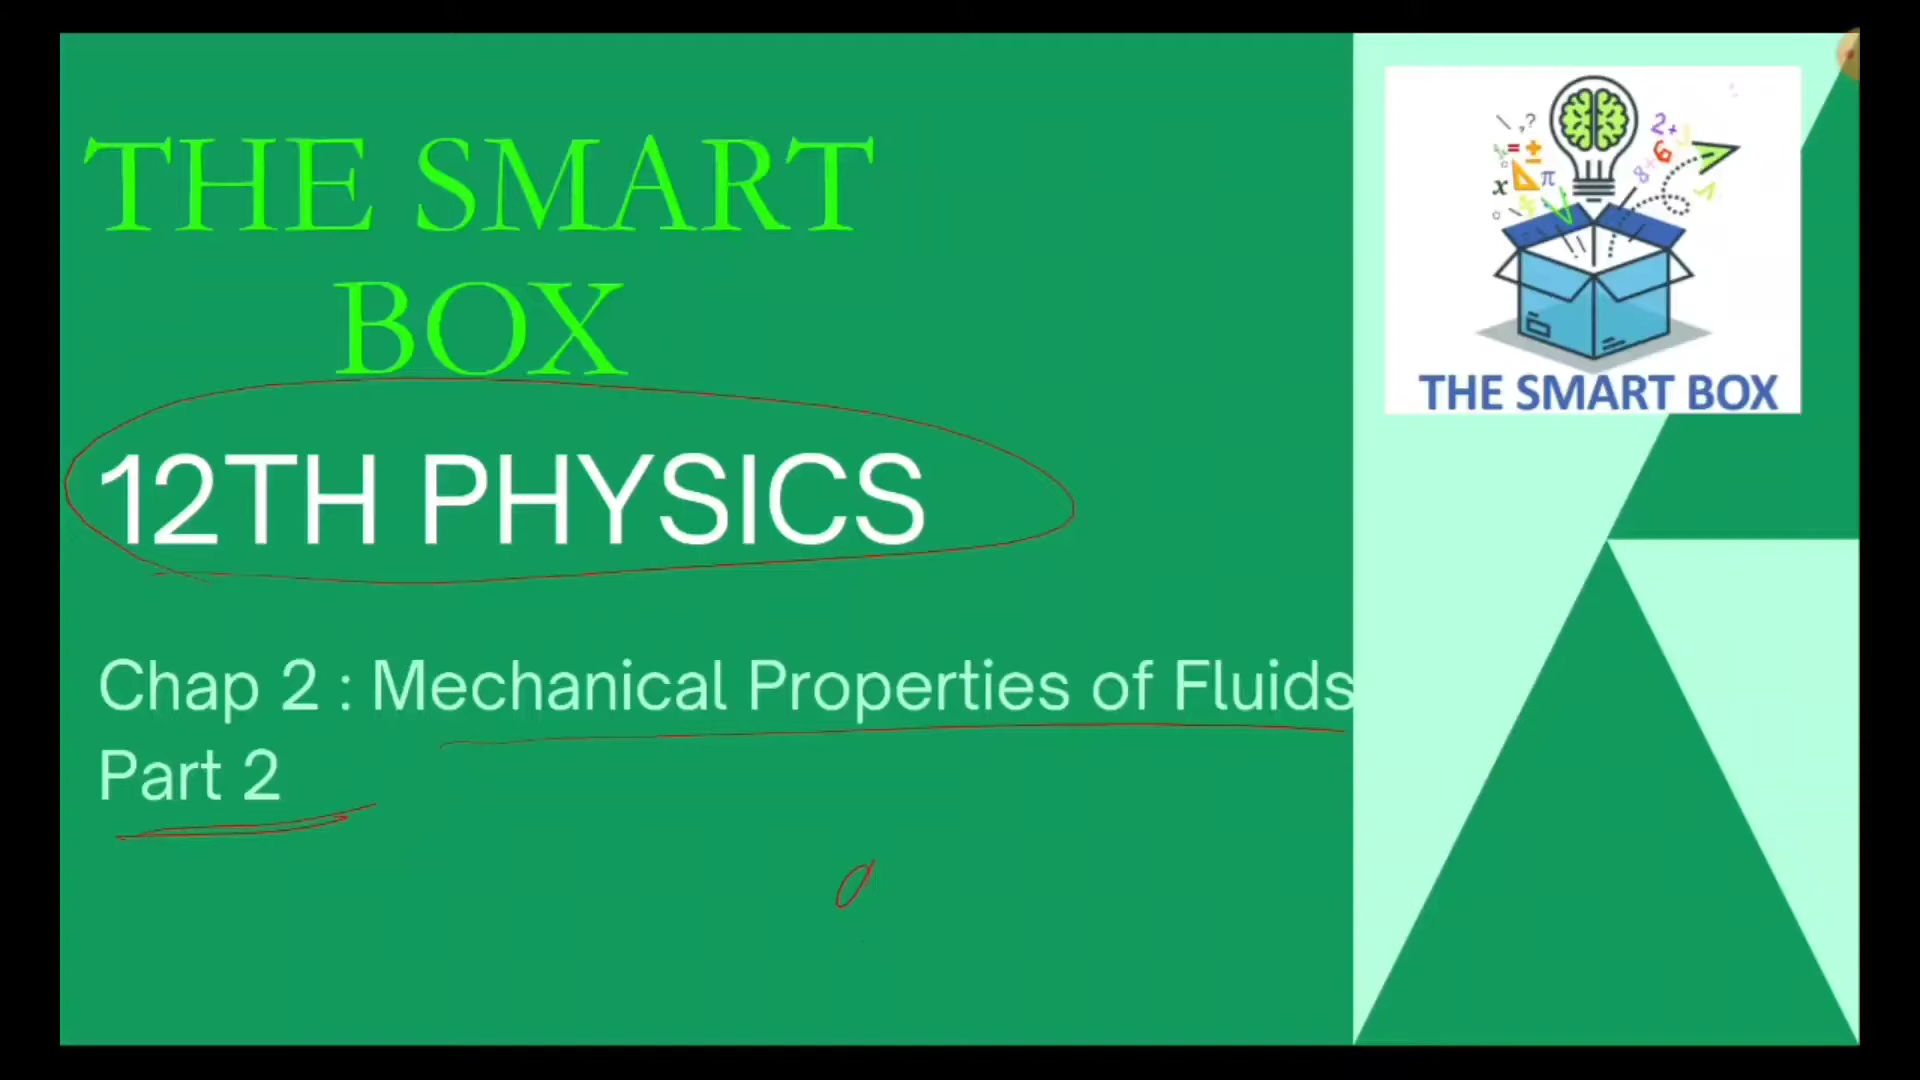 THE SMART
BOX
12TH PHYSICS
Chap 2 : Mechanical Properties of Fluids
Part 2
THE SMART BOX